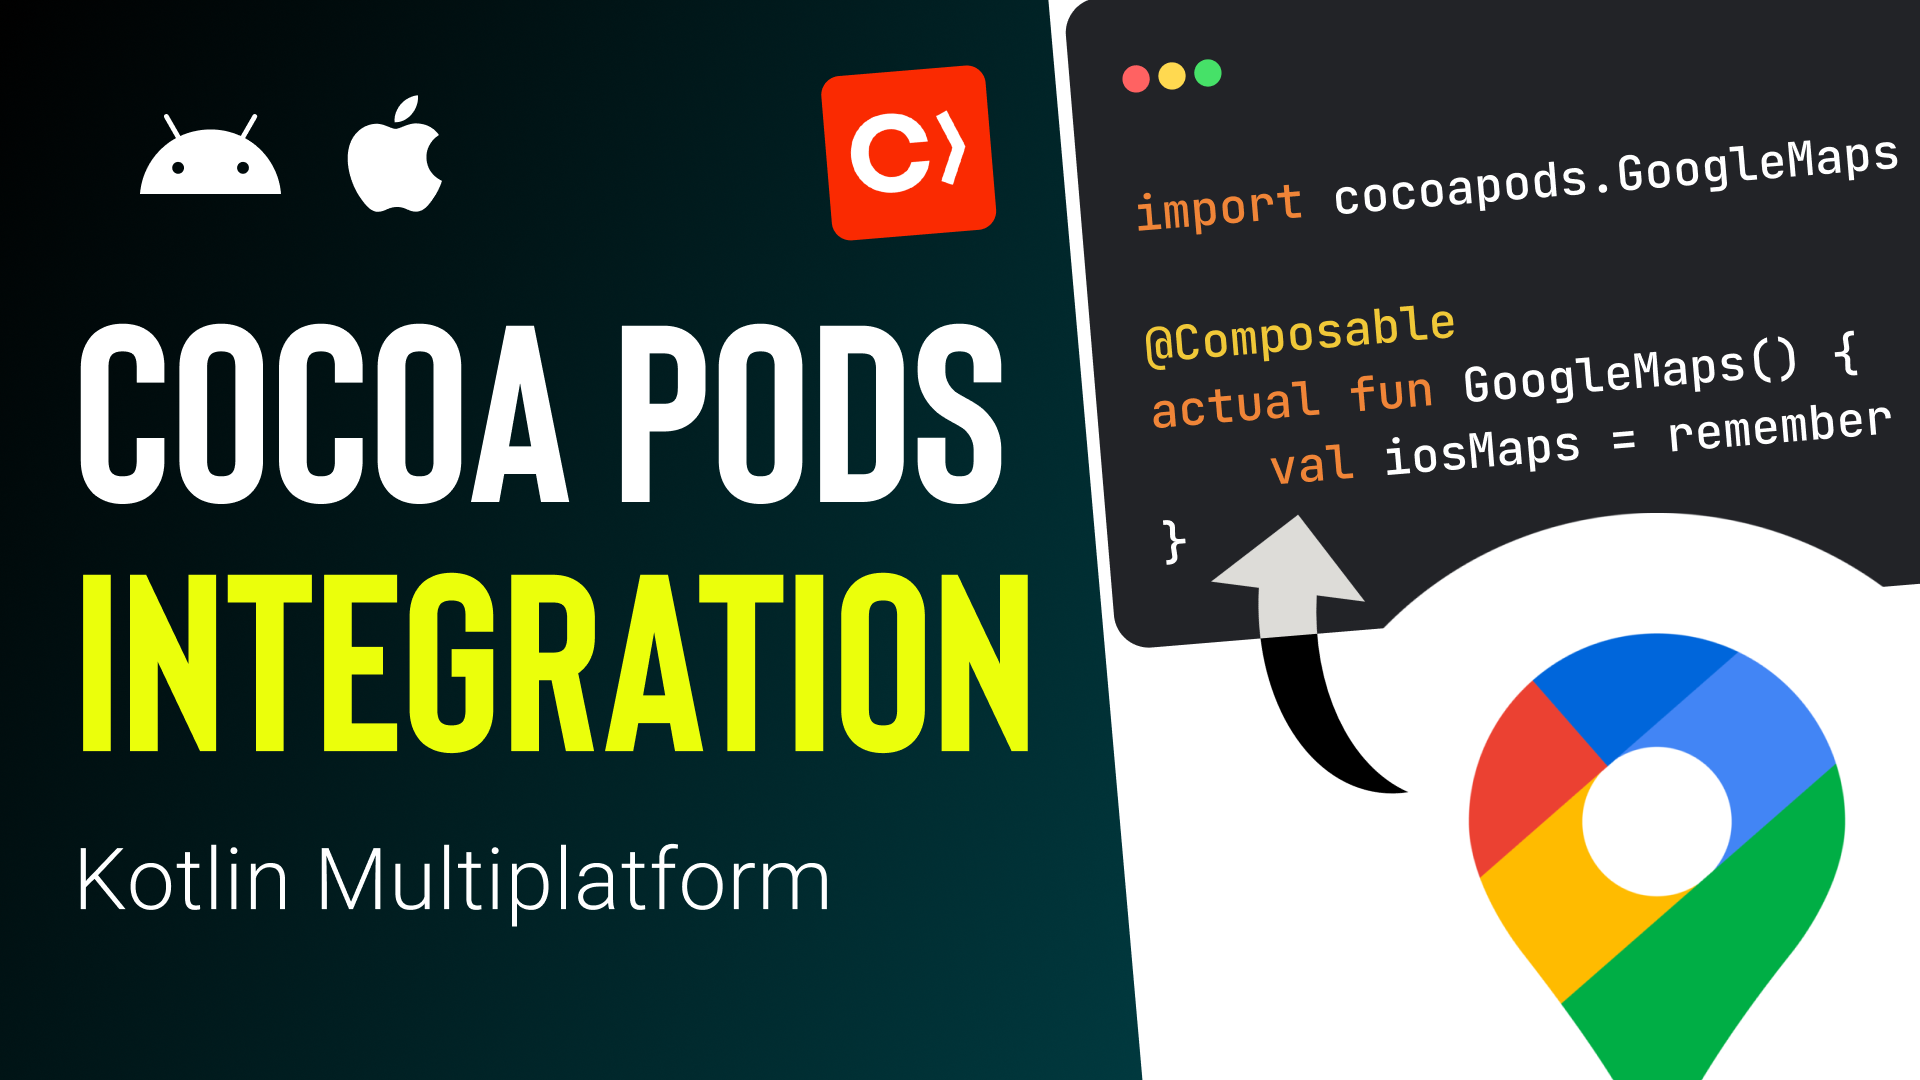 COCOA PODS
INTEGRATION
Kotlin Multiplatform
import cocoapods.GoogleMaps
@Composable
actual fun GoogleMaps() {
val iosMaps = remember
}